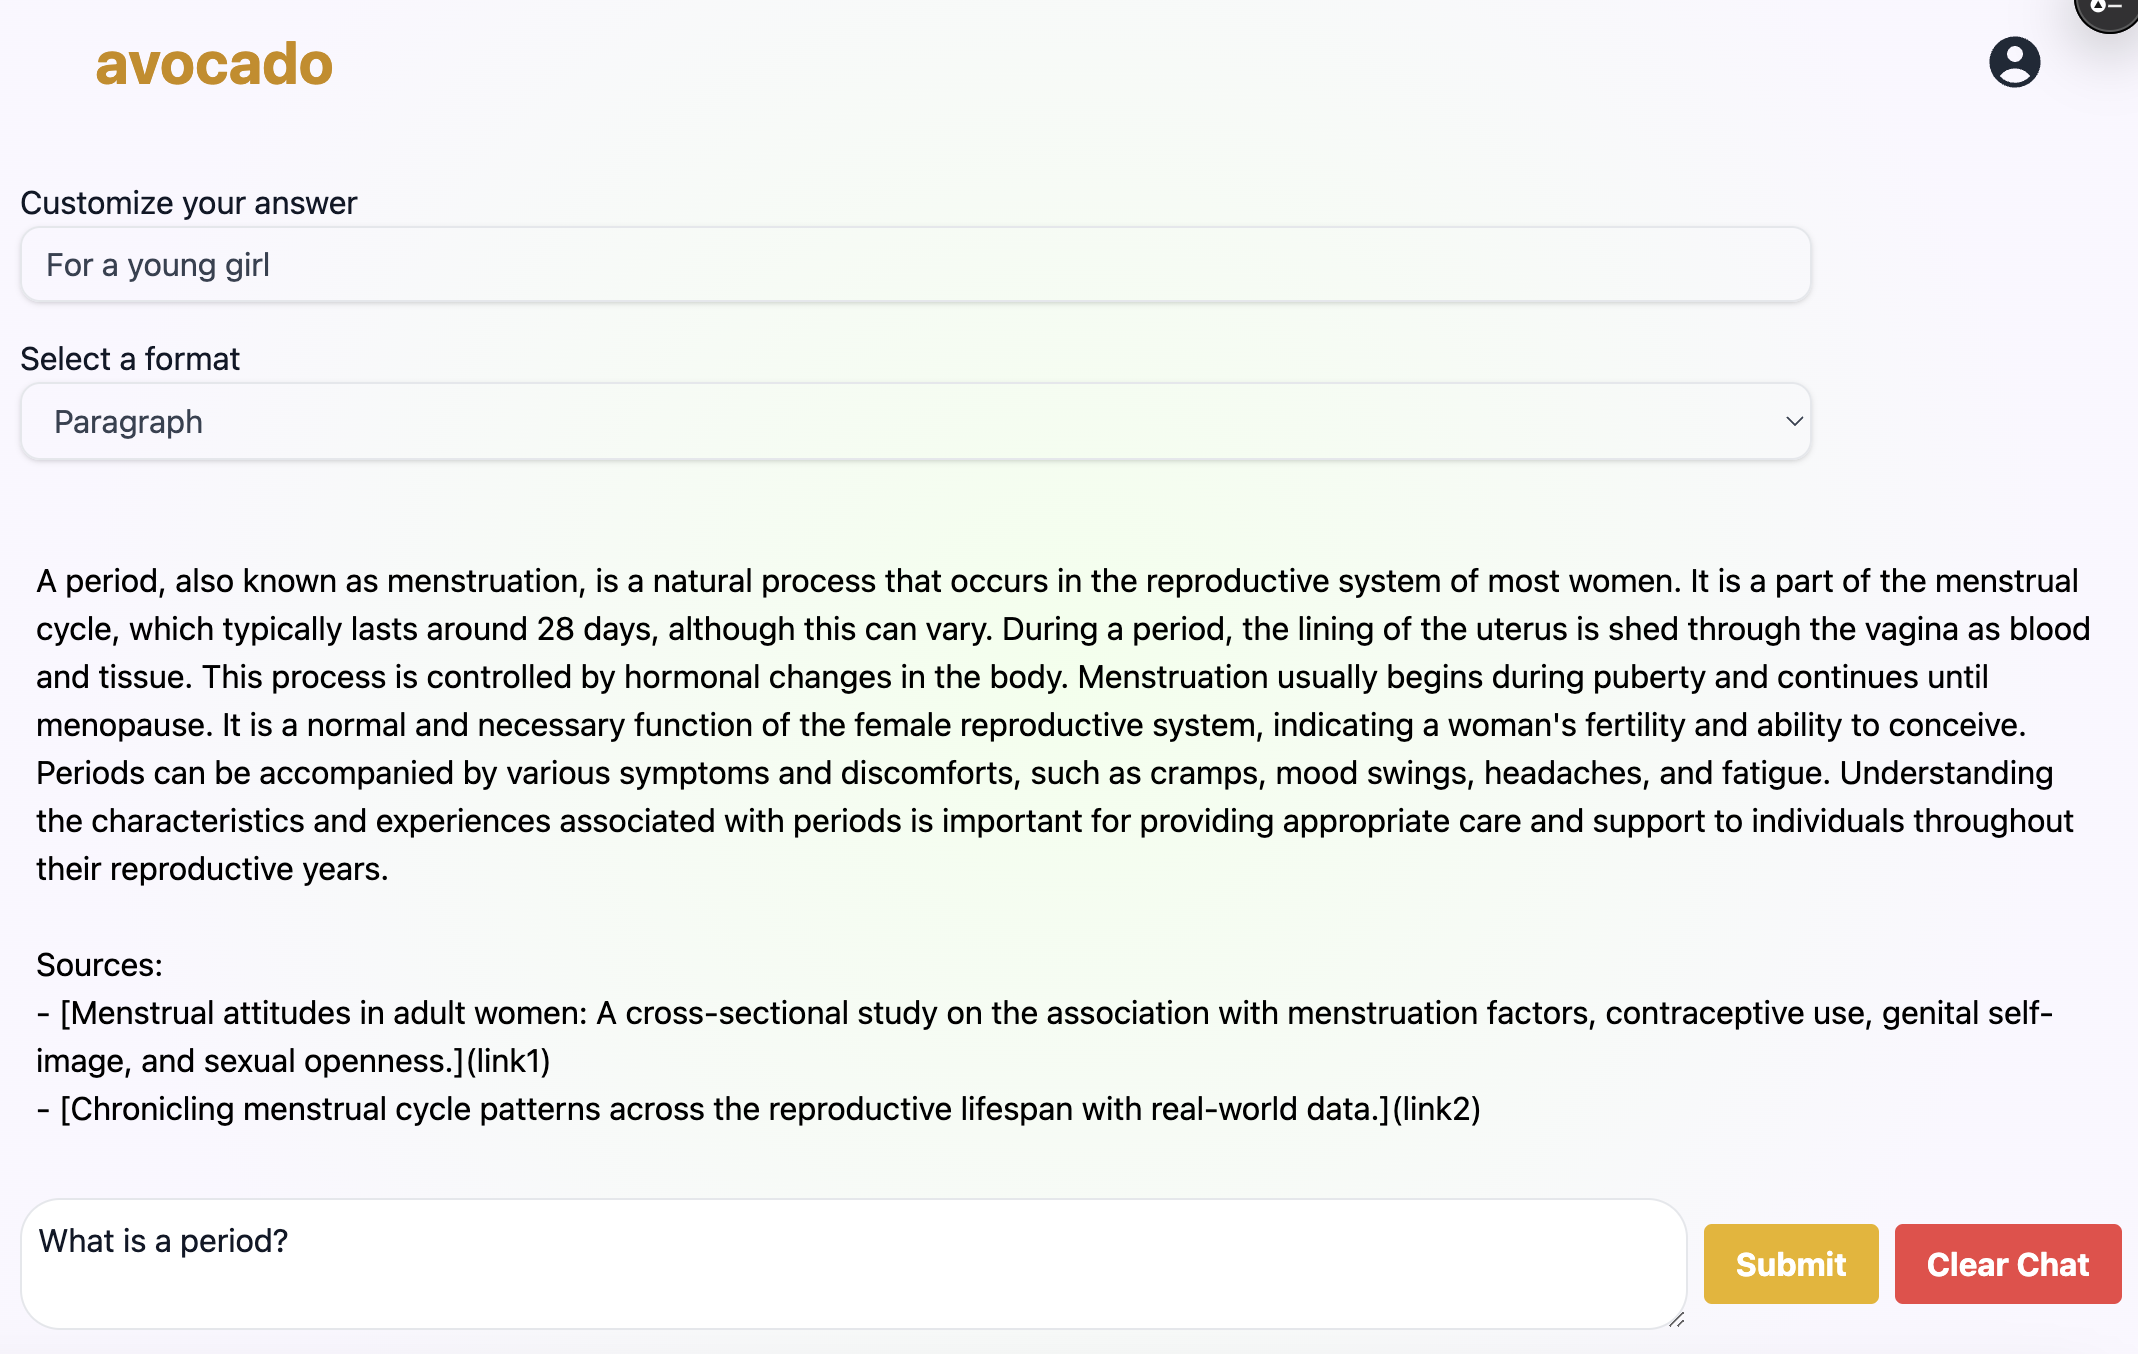 avocado
Customize your answer
For a young girl
Select a format
Paragraph
A period, also known as menstruation, is a natural process that occurs in the reproductive system of most women. It is a part of the menstrual
cycle, which typically lasts around 28 days, although this can vary. During a period, the lining of the uterus is shed through the vagina as blood
and tissue. This process is controlled by hormonal changes in the body. Menstruation usually begins during puberty and continues until
menopause. It is a normal and necessary function of the female reproductive system, indicating a woman's fertility and ability to conceive.
Periods can be accompanied by various symptoms and discomforts, such as cramps, mood swings, headaches, and fatigue. Understanding
the characteristics and experiences associated with periods is important for providing appropriate care and support to individuals throughout
their reproductive years.
Sources:
- [Menstrual attitudes in adult women: A cross-sectional study on the association with menstruation factors, contraceptive use, genital self-
image, and sexual openness.](link1)
- [Chronicling menstrual cycle patterns across the reproductive lifespan with real-world data.](link2)
What is a period?
Submit
Clear Chat